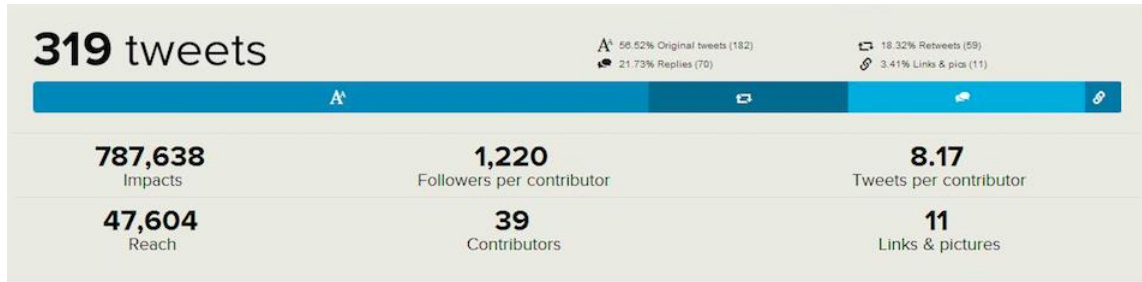 319 tweets
56.52% Original tweets (182)
18.32% Retweets (59)
21.73% Replies (70)
3.41% Links & pics (11)
787,638
Impacts
1,220
Followers per contributor
8.17
Tweets per contributor
47,604
Reach
39
Contributors
11
Links & pictures